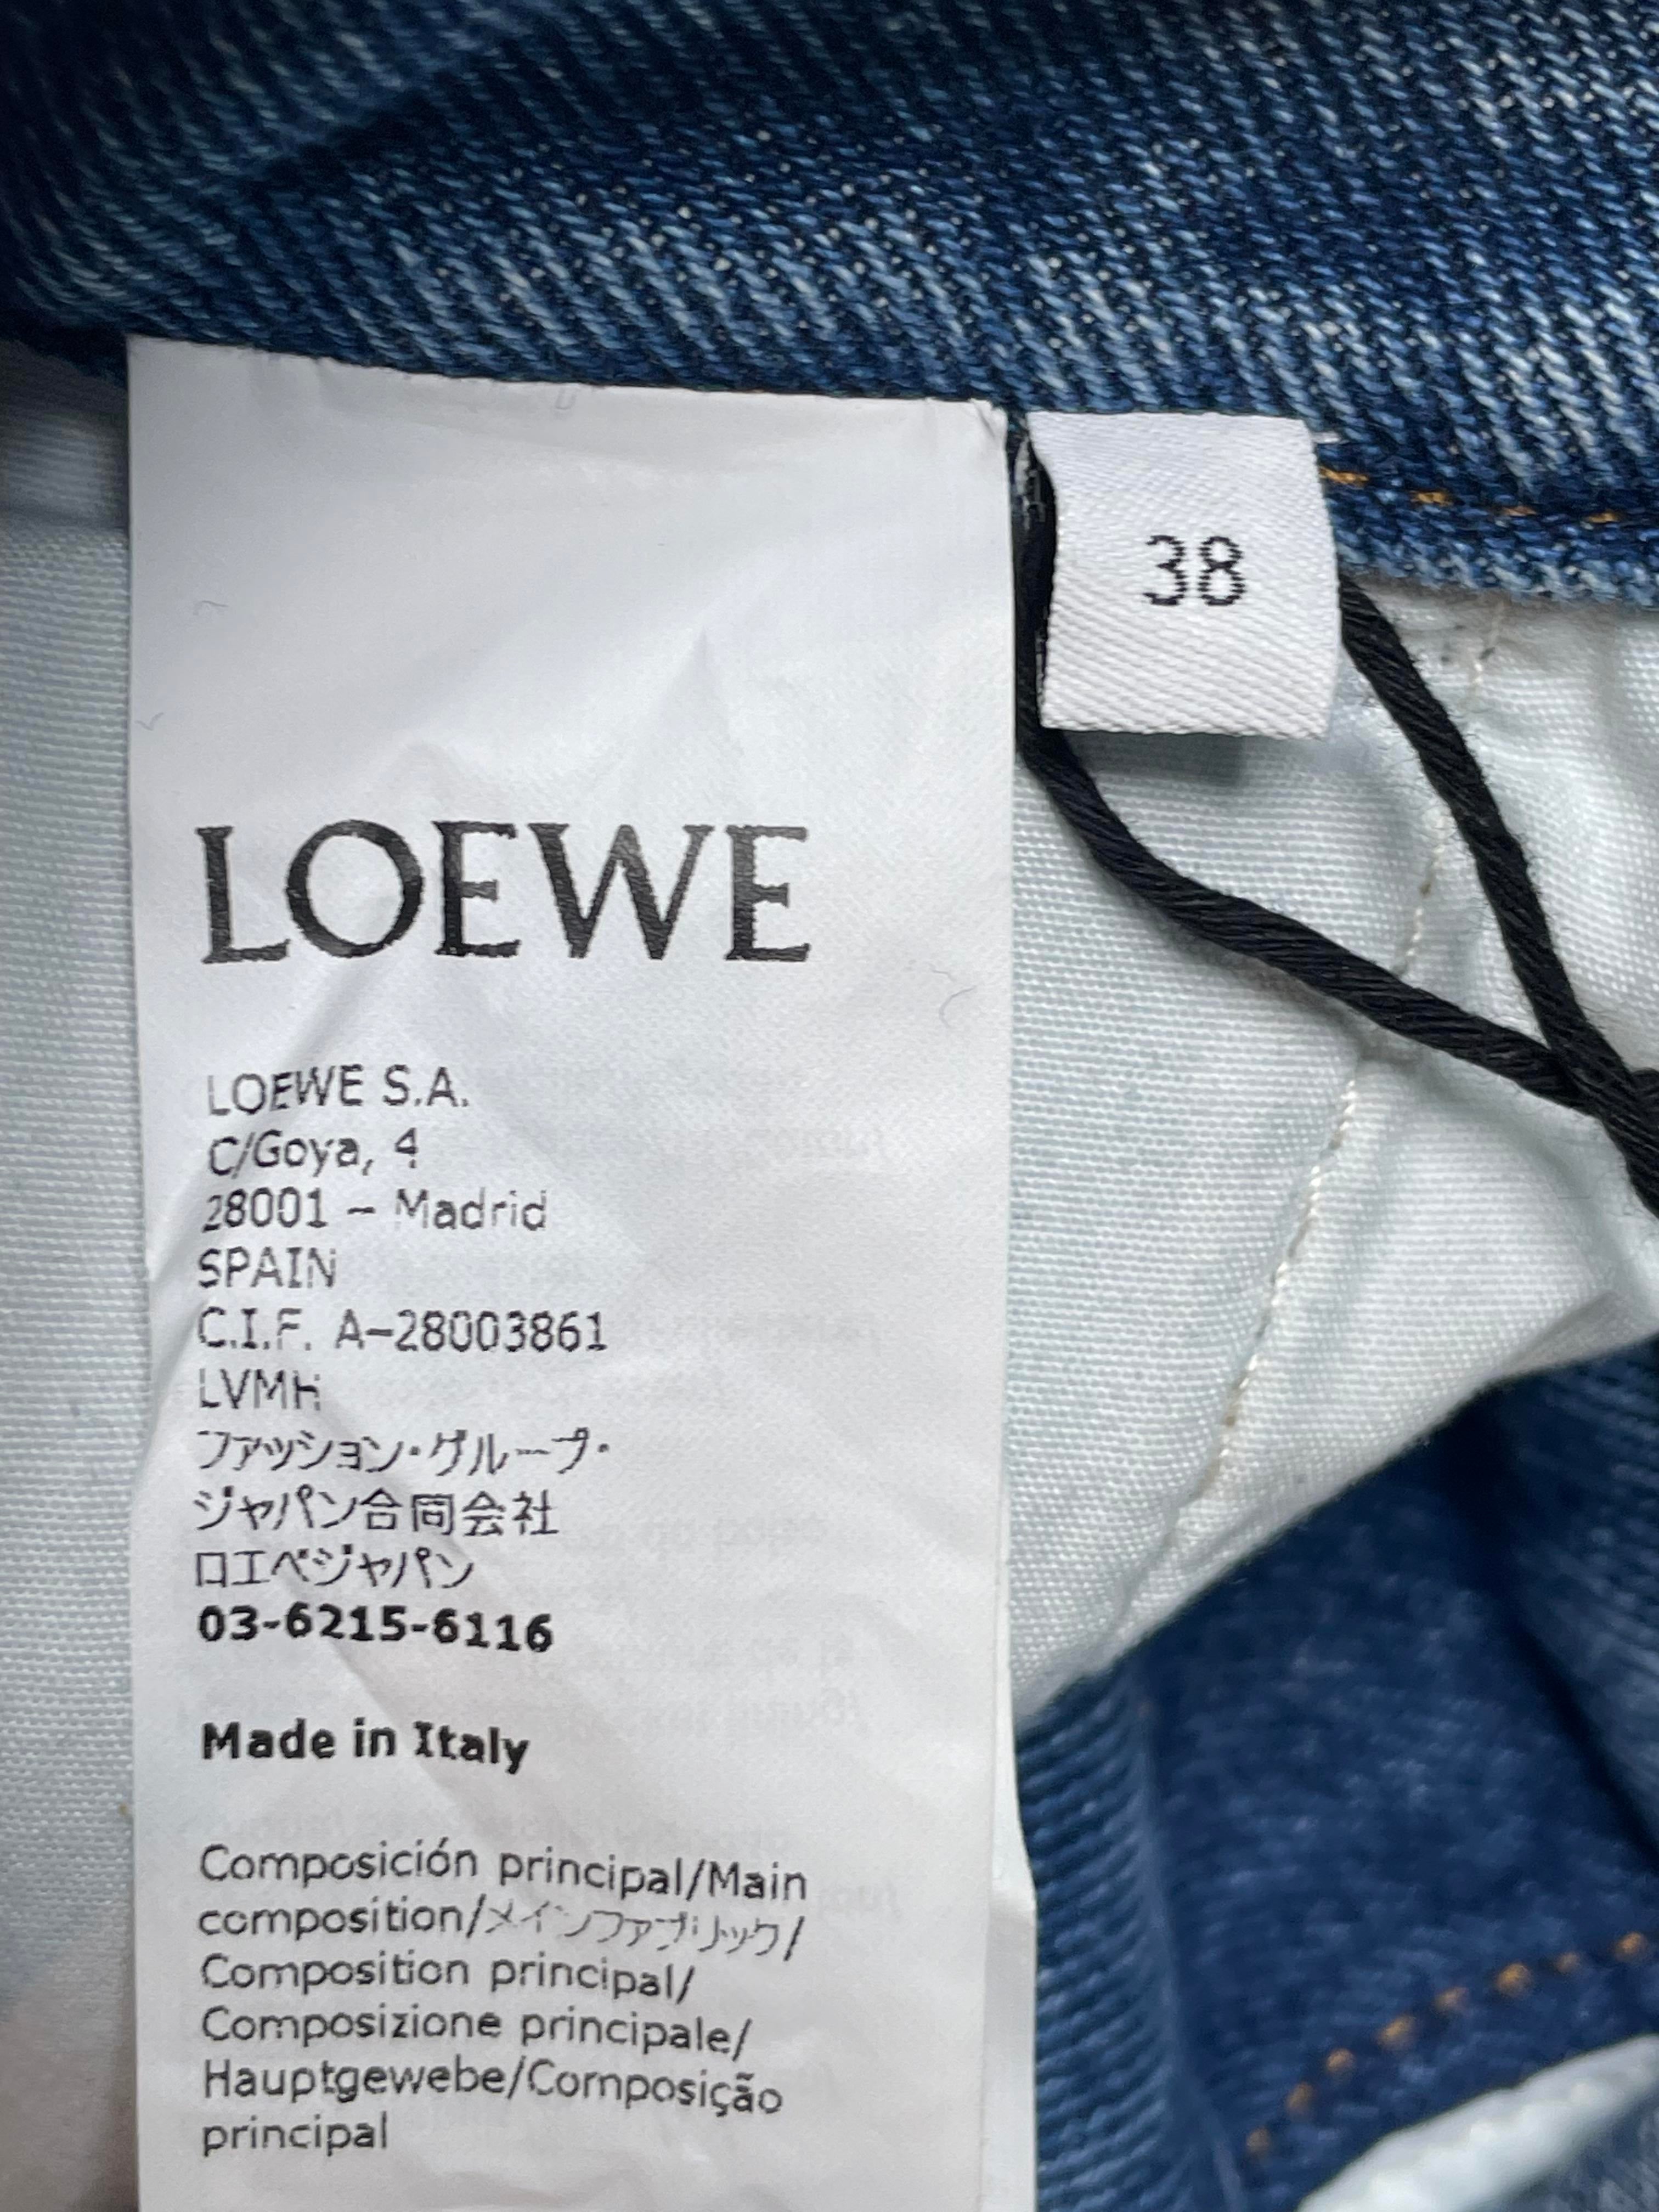 38
LOEWE
LOEWE S.A.
C/Goya, 4
28001 – Madrid
SPAIN
C.I.F. A–28003861
LVMH
ファッション・グループ・
ジャパン合同会社
ロエベジャパン
03-6215-6116
Made in Italy
Composición principal/Main
composition/メインファブリック/
Composition principal/
Composizione principale/
Hauptgewebe/Composição
principal